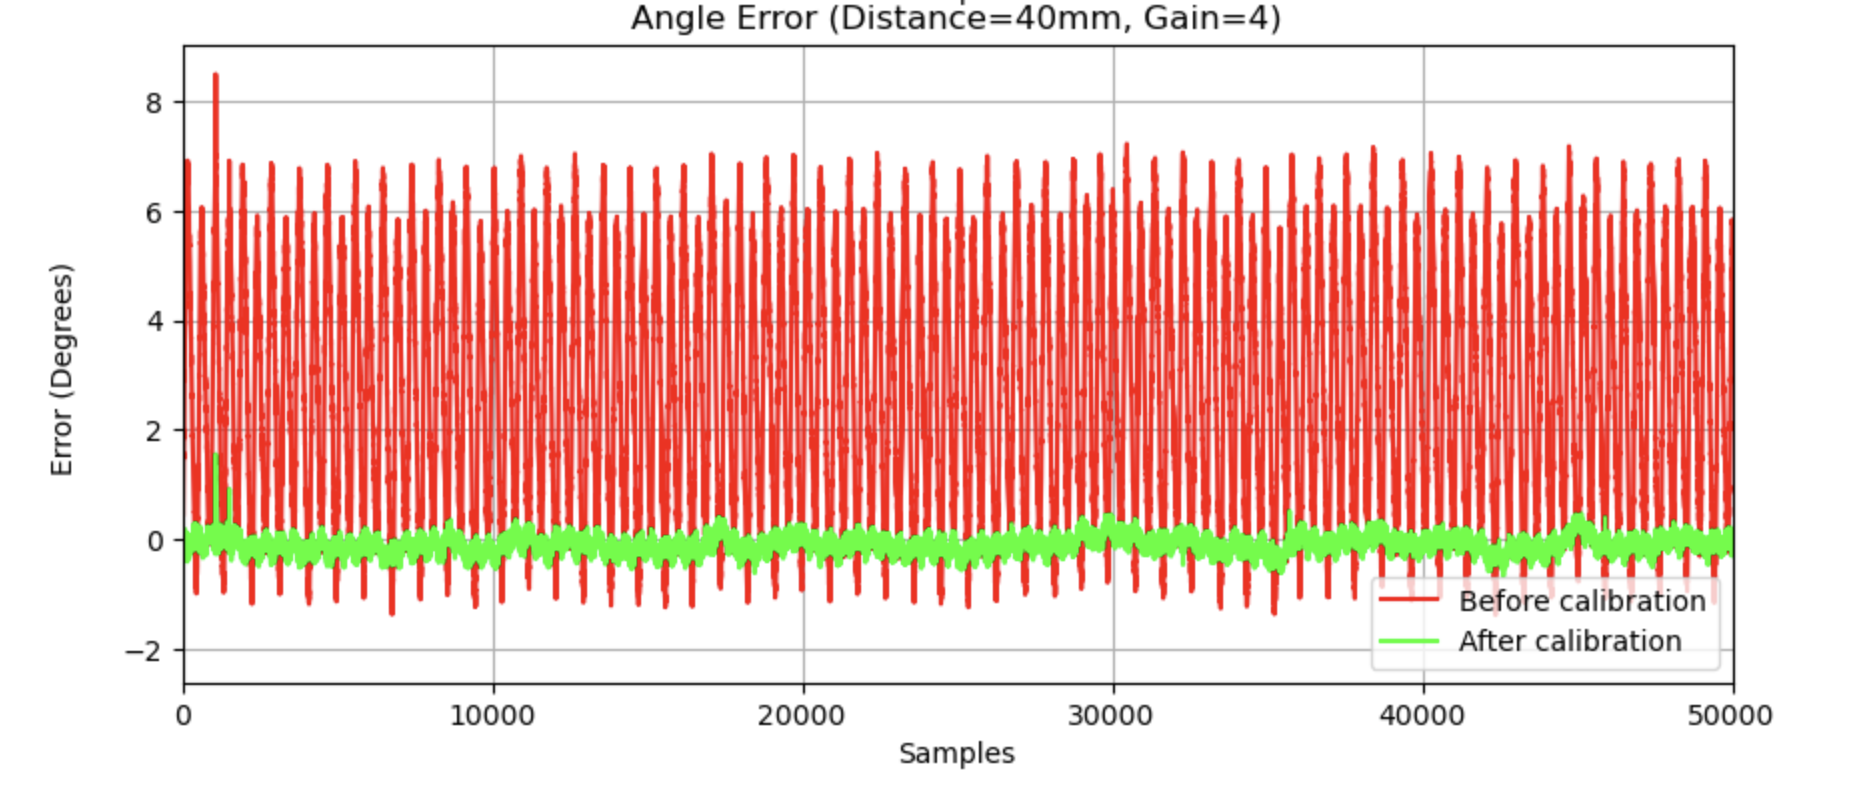 Angle Error (Distance=40mm, Gain=4)
8
6
4
2
0
−2
Error (Degrees)
Before calibration
After calibration
0 10000 20000 30000 40000 50000
Samples